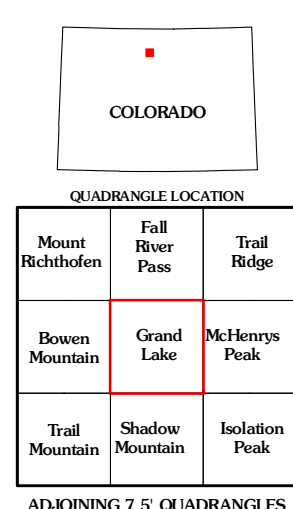 COLORADO
QUADRANGLE LOCATION
Mount
Richthofen
Fall
River
Pass
Trail
Ridge
Bowen
Mountain
Grand
Lake
McHenrys
Peak
Trail
Mountain
Shadow
Mountain
Isolation
Peak
ADJOINING 7.5' QUADRANGLES